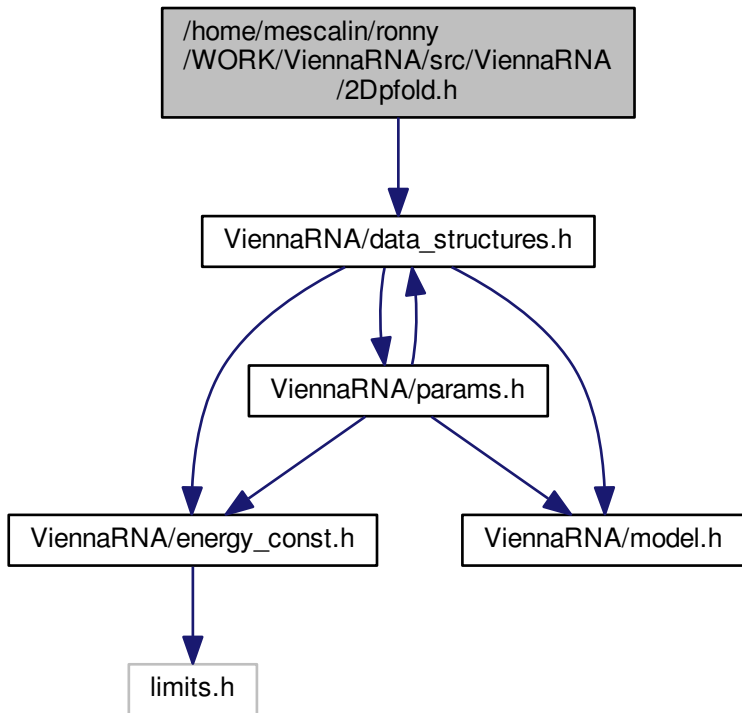 /home/mescalin/ronny
/WORK/ViennaRNA/src/ViennaRNA
/2Dpfold.h
ViennaRNA/data_structures.h
ViennaRNA/params.h
ViennaRNA/energy_const.h
ViennaRNA/model.h
limits.h